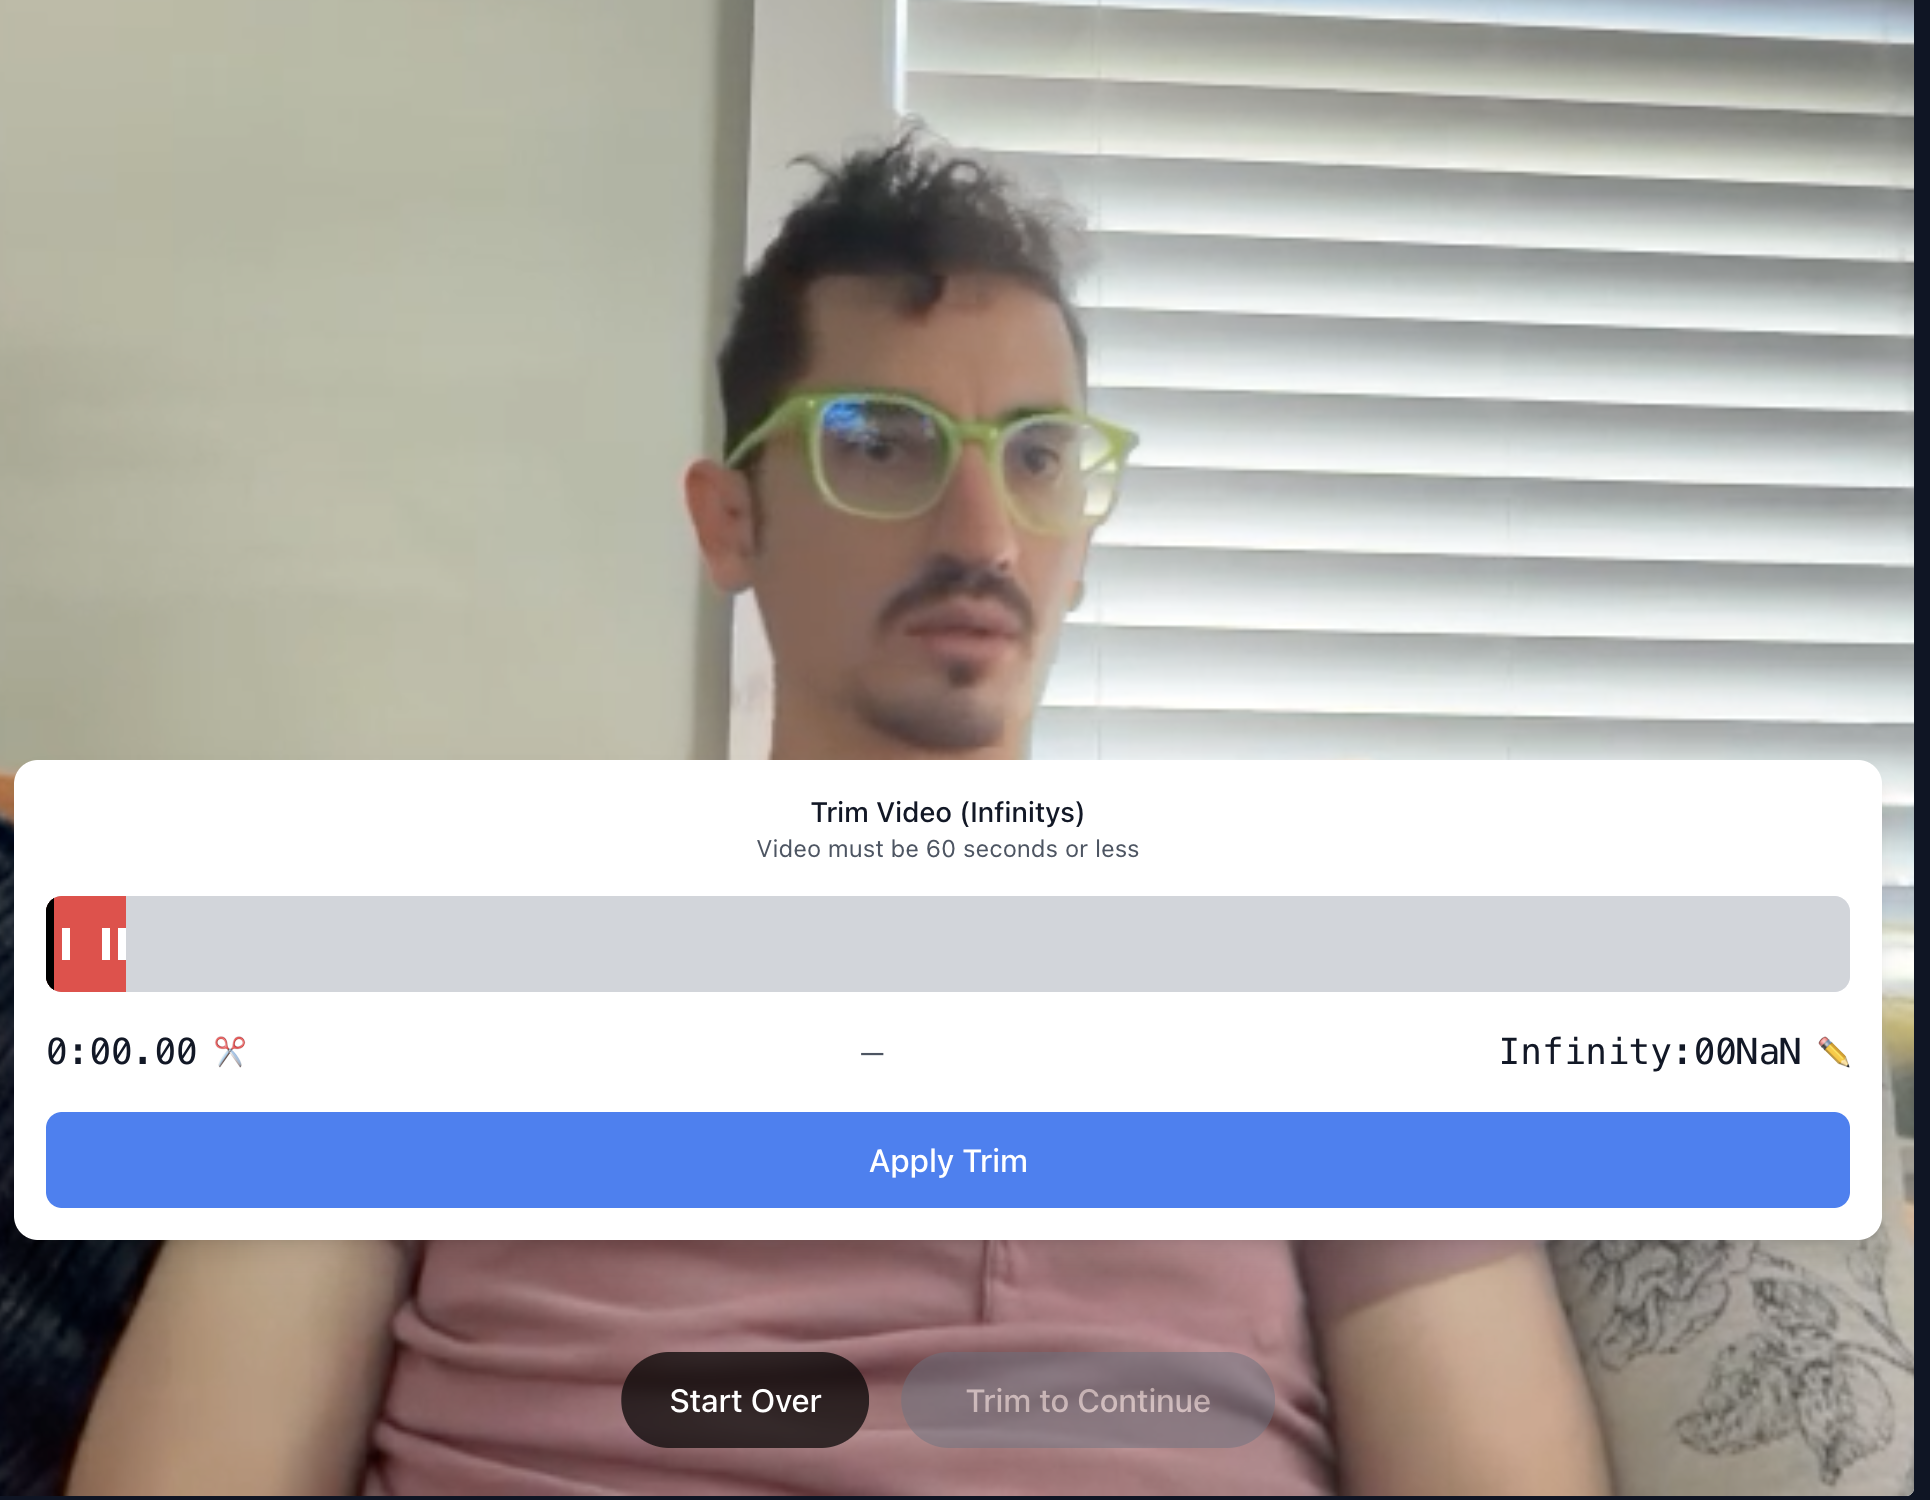 Trim Video (Infinitys)
Video must be 60 seconds or less
0:00.00 ✂️ — Infinity:00NaN ✏️
Apply Trim
Start Over
Trim to Continue